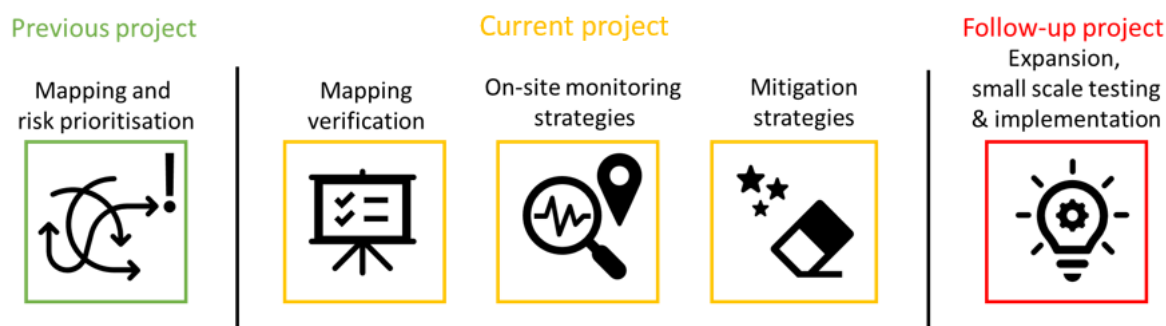 Previous project
Current project
Follow-up project
Mapping and
risk prioritisation
Mapping
verification
On-site monitoring
strategies
Mitigation
strategies
Expansion,
small scale testing
& implementation
!